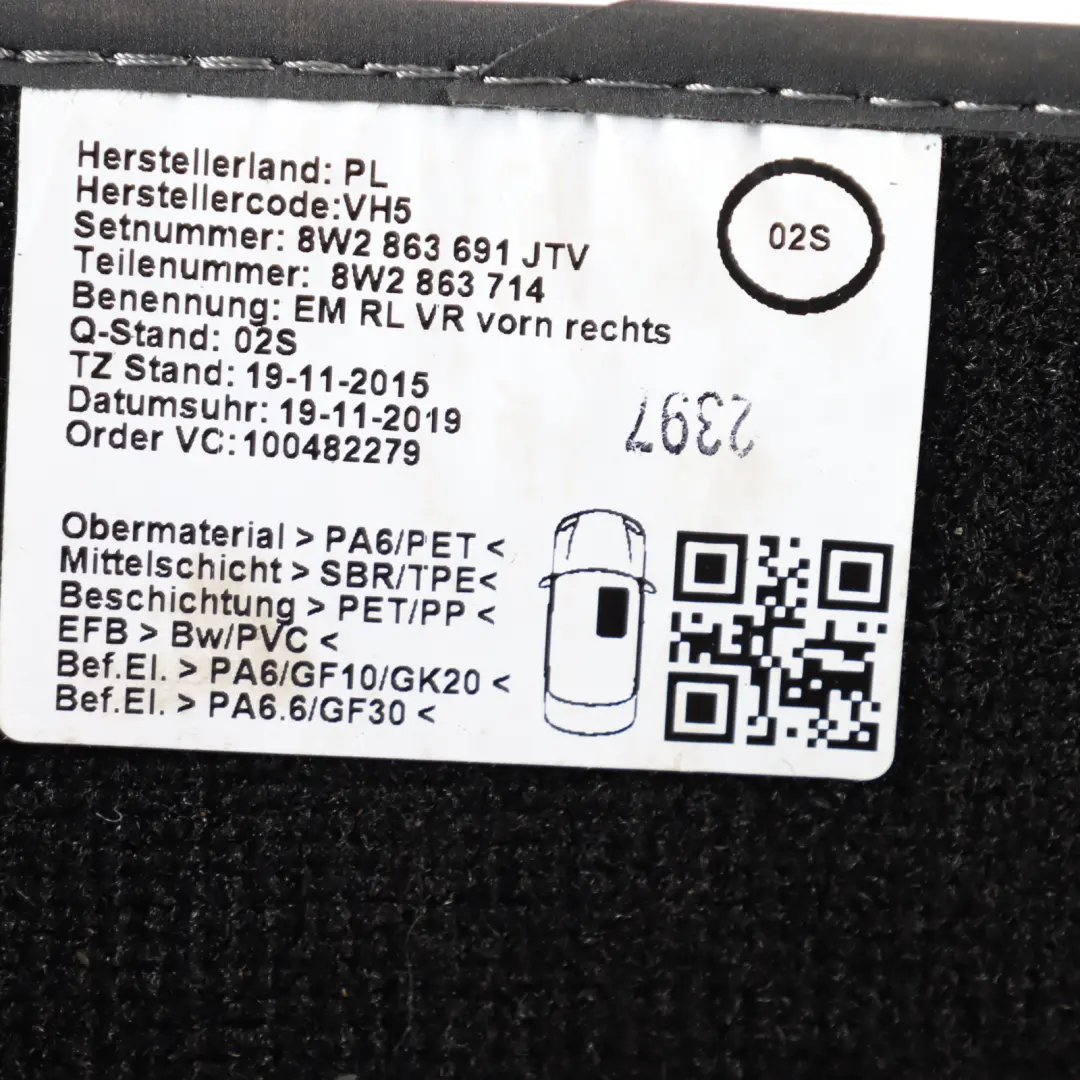 Herstellerland: PL
Herstellercode:VH5
Setnummer: 8W2 863 691 JTV
Teilenummer: 8W2 863 714
Benennung: EM RL VR vorn rechts
Q-Stand: 02S
TZ Stand: 19-11-2015
Datumsuhr: 19-11-2019
Order VC:100482279
02S
2397
Obermaterial > PA6/PET <
Mittelschicht > SBR/TPE<
Beschichtung > PET/PP <
EFB > Bw/PVC <
Bef.El. > PA6/GF10/GK20 <
Bef.El. > PA6.6/GF30 <